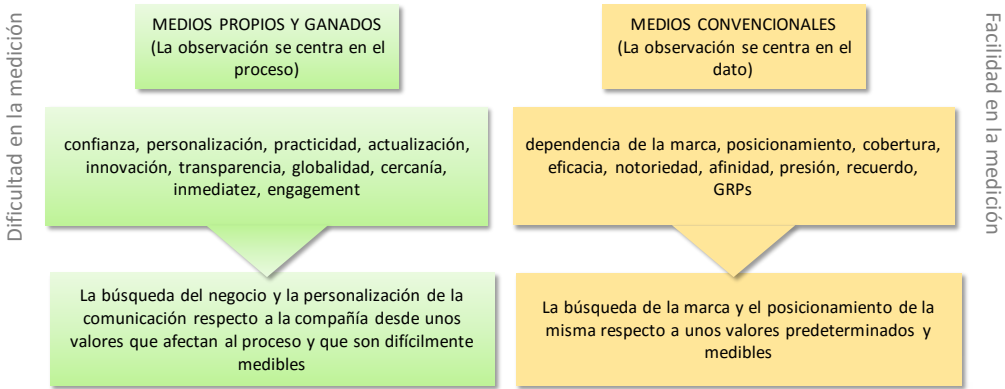 Dificultad en la medición
MEDIOS PROPIOS Y GANADOS
(La observación se centra en el
proceso)
confianza, personalización, practicidad, actualización,
innovación, transparencia, globalidad, cercanía,
inmediatez, engagement
La búsqueda del negocio y la personalización de la
comunicación respecto a la compañía desde unos
valores que afectan al proceso y que son difícilmente
medibles
MEDIOS CONVENCIONALES
(La observación se centra en el
dato)
dependencia de la marca, posicionamiento, cobertura,
eficacia, notoriedad, afinidad, presión, recuerdo,
GRPs
La búsqueda de la marca y el posicionamiento de la
misma respecto a unos valores predeterminados y
medibles
Facilidad en la medición